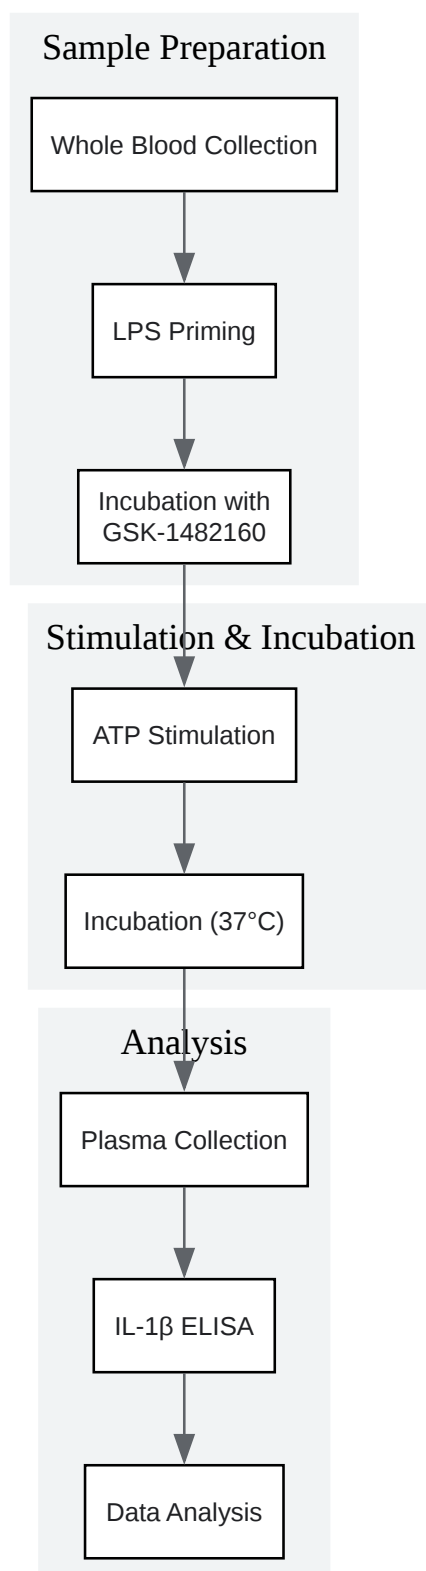 Sample Preparation
Whole Blood Collection
LPS Priming
Incubation with
GSK-1482160
Stimulation & Incubation
ATP Stimulation
Incubation (37°C)
Analysis
Plasma Collection
IL-1β ELISA
Data Analysis